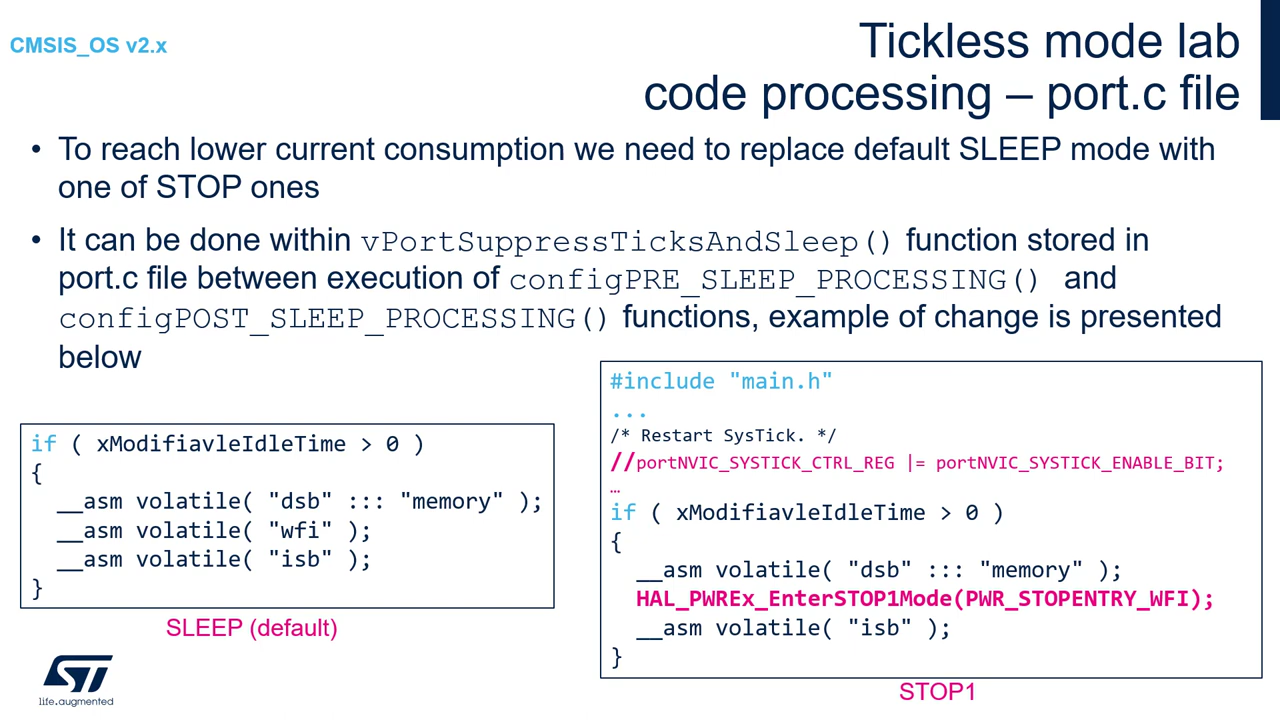 CMSIS_OS v2.x
Tickless mode lab
code processing – port.c file
• To reach lower current consumption we need to replace default SLEEP mode with
one of STOP ones
• It can be done within vPortSuppressTicksAndSleep() function stored in
port.c file between execution of configPRE_SLEEP_PROCESSING() and
configPOST_SLEEP_PROCESSING() functions, example of change is presented
below
if ( xModifiavleIdleTime > 0 )
{
__asm volatile( "dsb" ::: "memory" );
__asm volatile( "wfi" );
__asm volatile( "isb" );
}
SLEEP (default)
#include "main.h"
...
/* Restart SysTick. */
//portNVIC_SYSTICK_CTRL_REG |= portNVIC_SYSTICK_ENABLE_BIT;
…
if ( xModifiavleIdleTime > 0 )
{
__asm volatile( "dsb" ::: "memory" );
HAL_PWREx_EnterSTOP1Mode(PWR_STOPENTRY_WFI);
__asm volatile( "isb" );
}
STOP1
ST
life.augmented